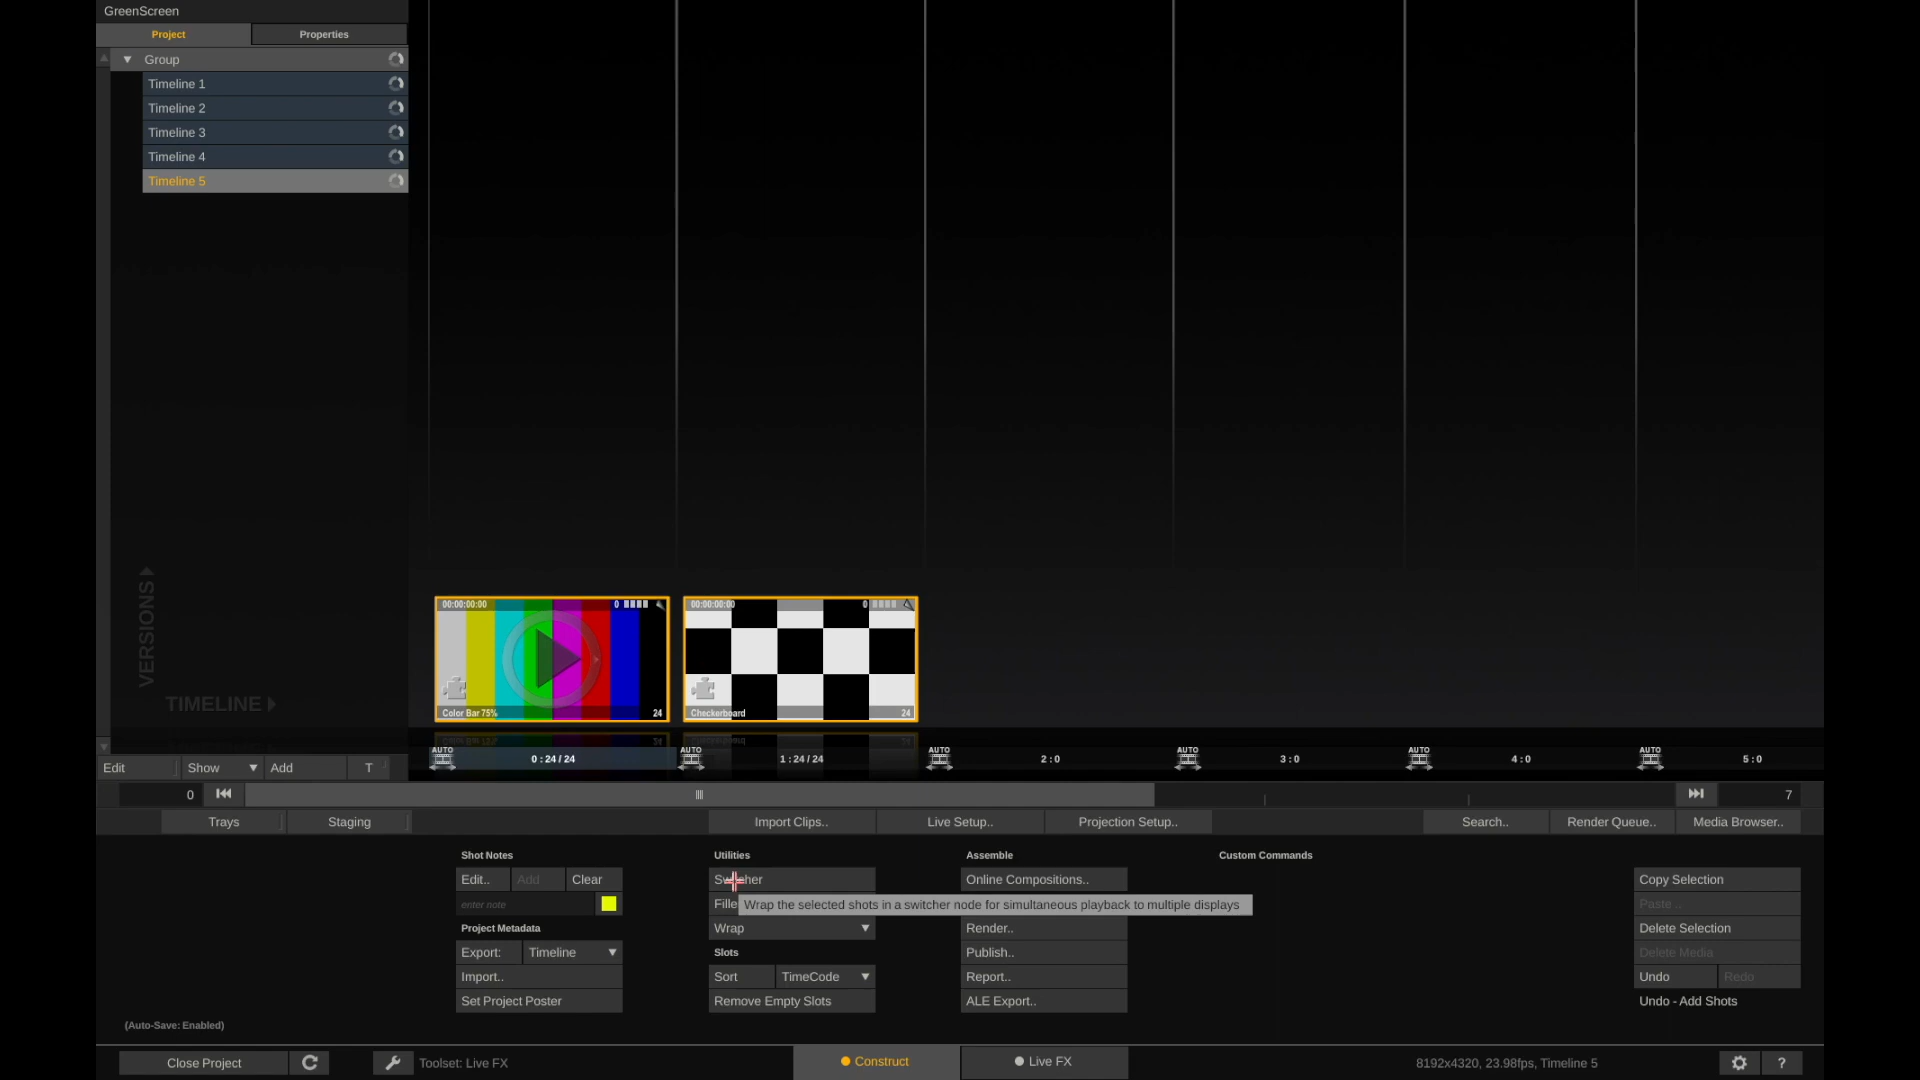 GreenScreen
Project
Properties
Group
Timeline 1
Timeline 2
Timeline 3
Timeline 4
Timeline 5
VERSIONS
TIMELINE
00:00:00:00 0
Color Bar 75% 24
00:00:00:00 0
Checkerboard 24
AUTO
0 : 24 / 24
AUTO
1 : 24 / 24
AUTO
2 : 0
AUTO
3 : 0
AUTO
4 : 0
AUTO
5 : 0
Edit
Show
Add
T
0
7
Trays
Staging
Import Clips..
Live Setup..
Projection Setup..
Search..
Render Queue..
Media Browser..
Shot Notes
Edit..
Add
Clear
enter note
Project Metadata
Export:
Timeline
Import..
Set Project Poster
Utilities
Wrap the selected shots in a switcher node for simultaneous playback to multiple displays
Wrap
Slots
Sort
TimeCode
Remove Empty Slots
Assemble
Online Compositions..
Render..
Publish..
Report..
ALE Export..
Custom Commands
Copy Selection
Paste ..
Delete Selection
Delete Media
Undo
Redo
Undo - Add Shots
(Auto-Save: Enabled)
Close Project
Toolset: Live FX
Construct
Live FX
8192x4320, 23.98fps, Timeline 5
?